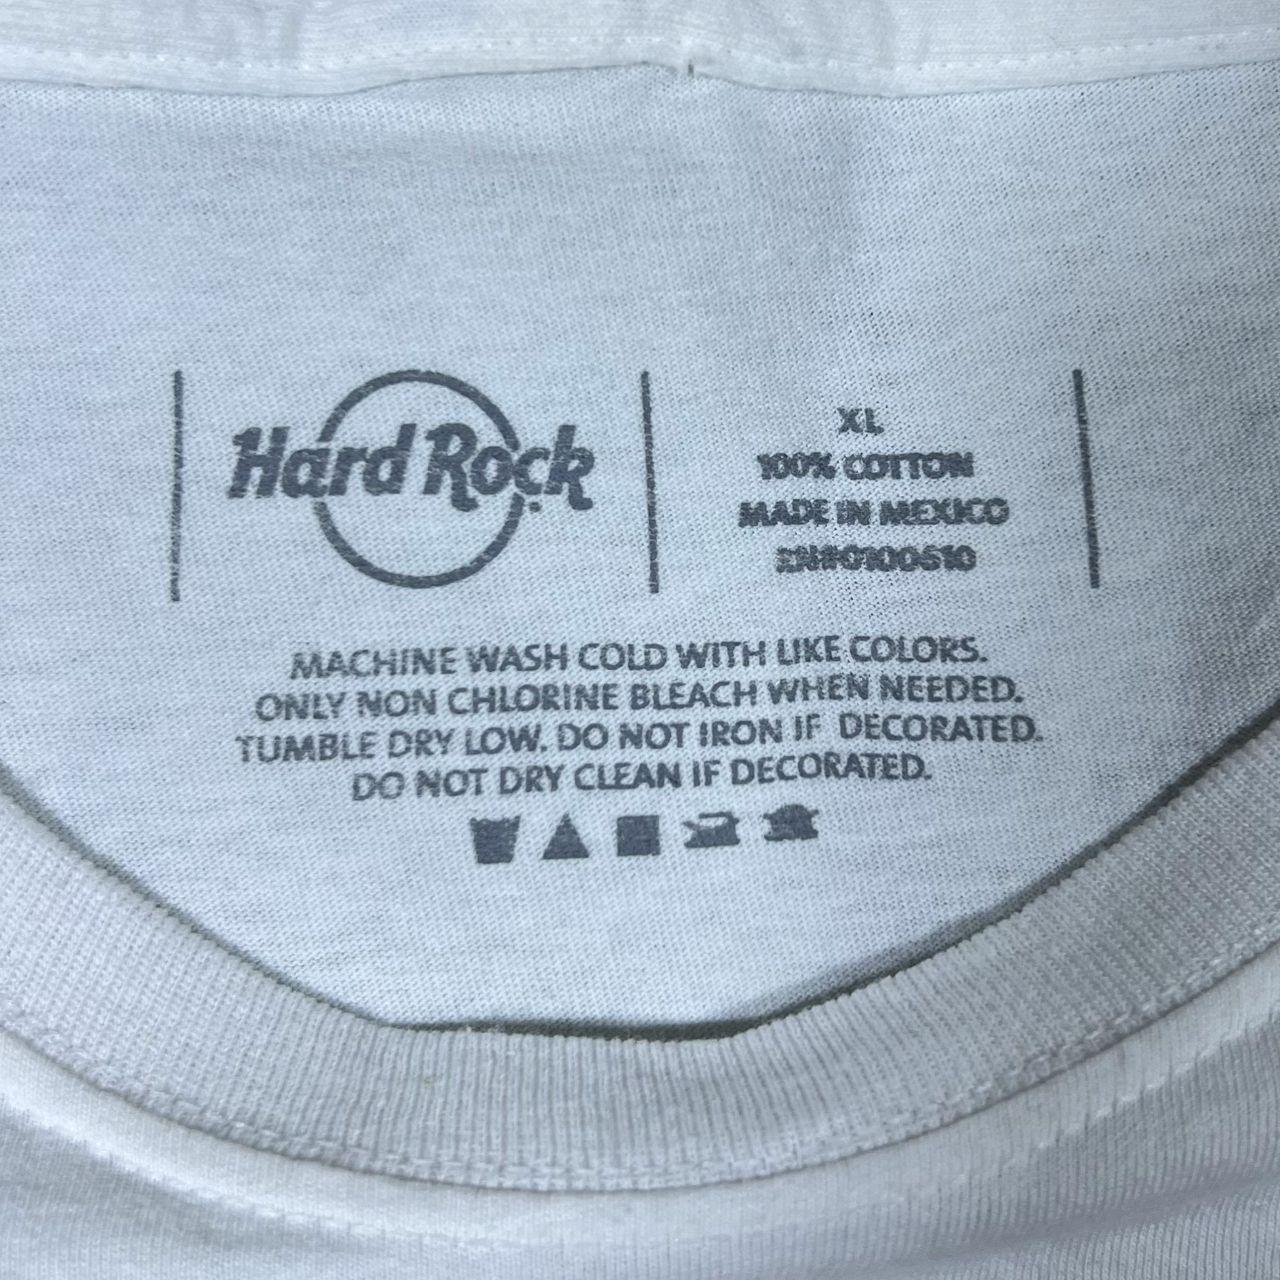 Hard Rock
XL
100% COTTON
MADE IN MEXICO
MACHINE WASH COLD WITH LIKE COLORS.
ONLY NON CHLORINE BLEACH WHEN NEEDED.
TUMBLE DRY LOW. DO NOT IRON IF DECORATED.
DO NOT DRY CLEAN IF DECORATED.